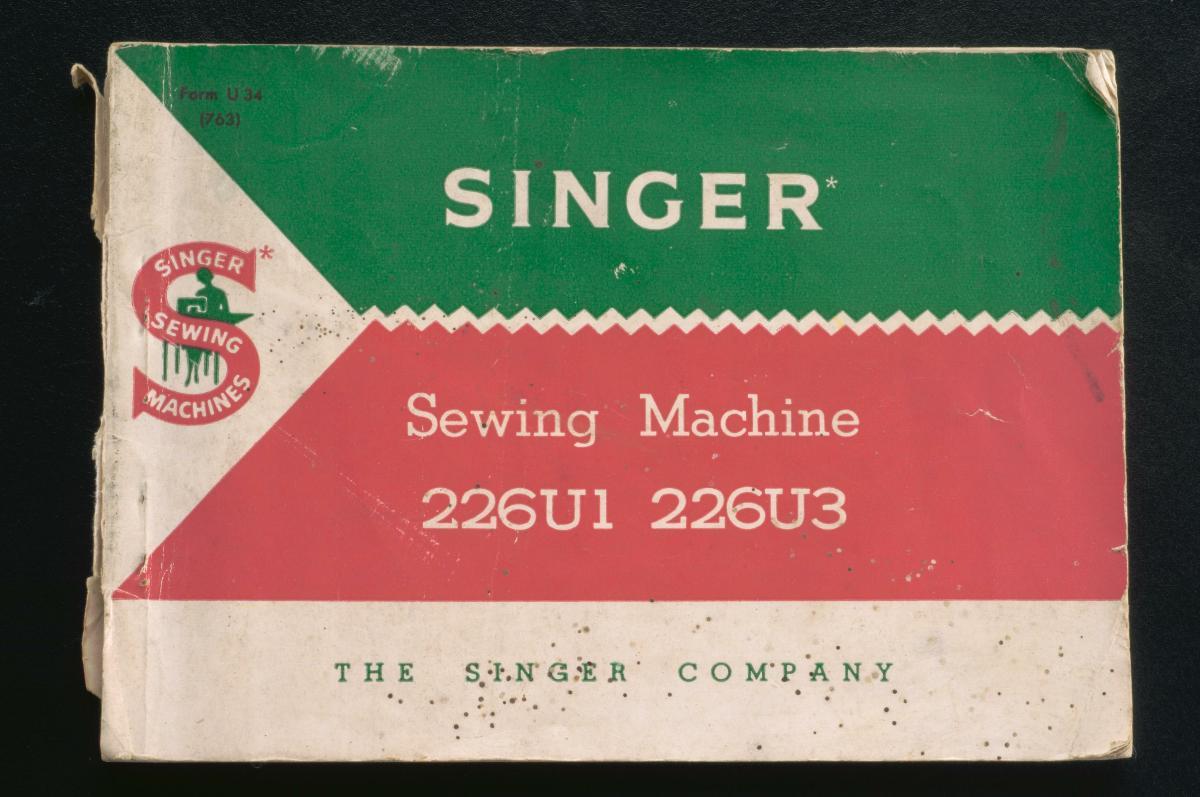 Form U 34
(763)
SINGER*
SINGER*
SEWING
MACHINES
Sewing Machine
226U1 226U3
THE SINGER COMPANY